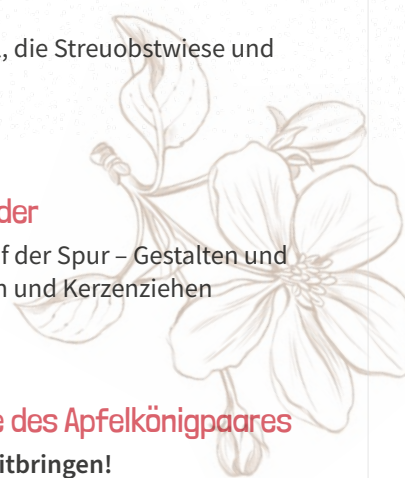 , die Streuobstwiese und
der
f der Spur – Gestalten und
n und Kerzenziehen
e des Apfelkönigpaares
itbringen!